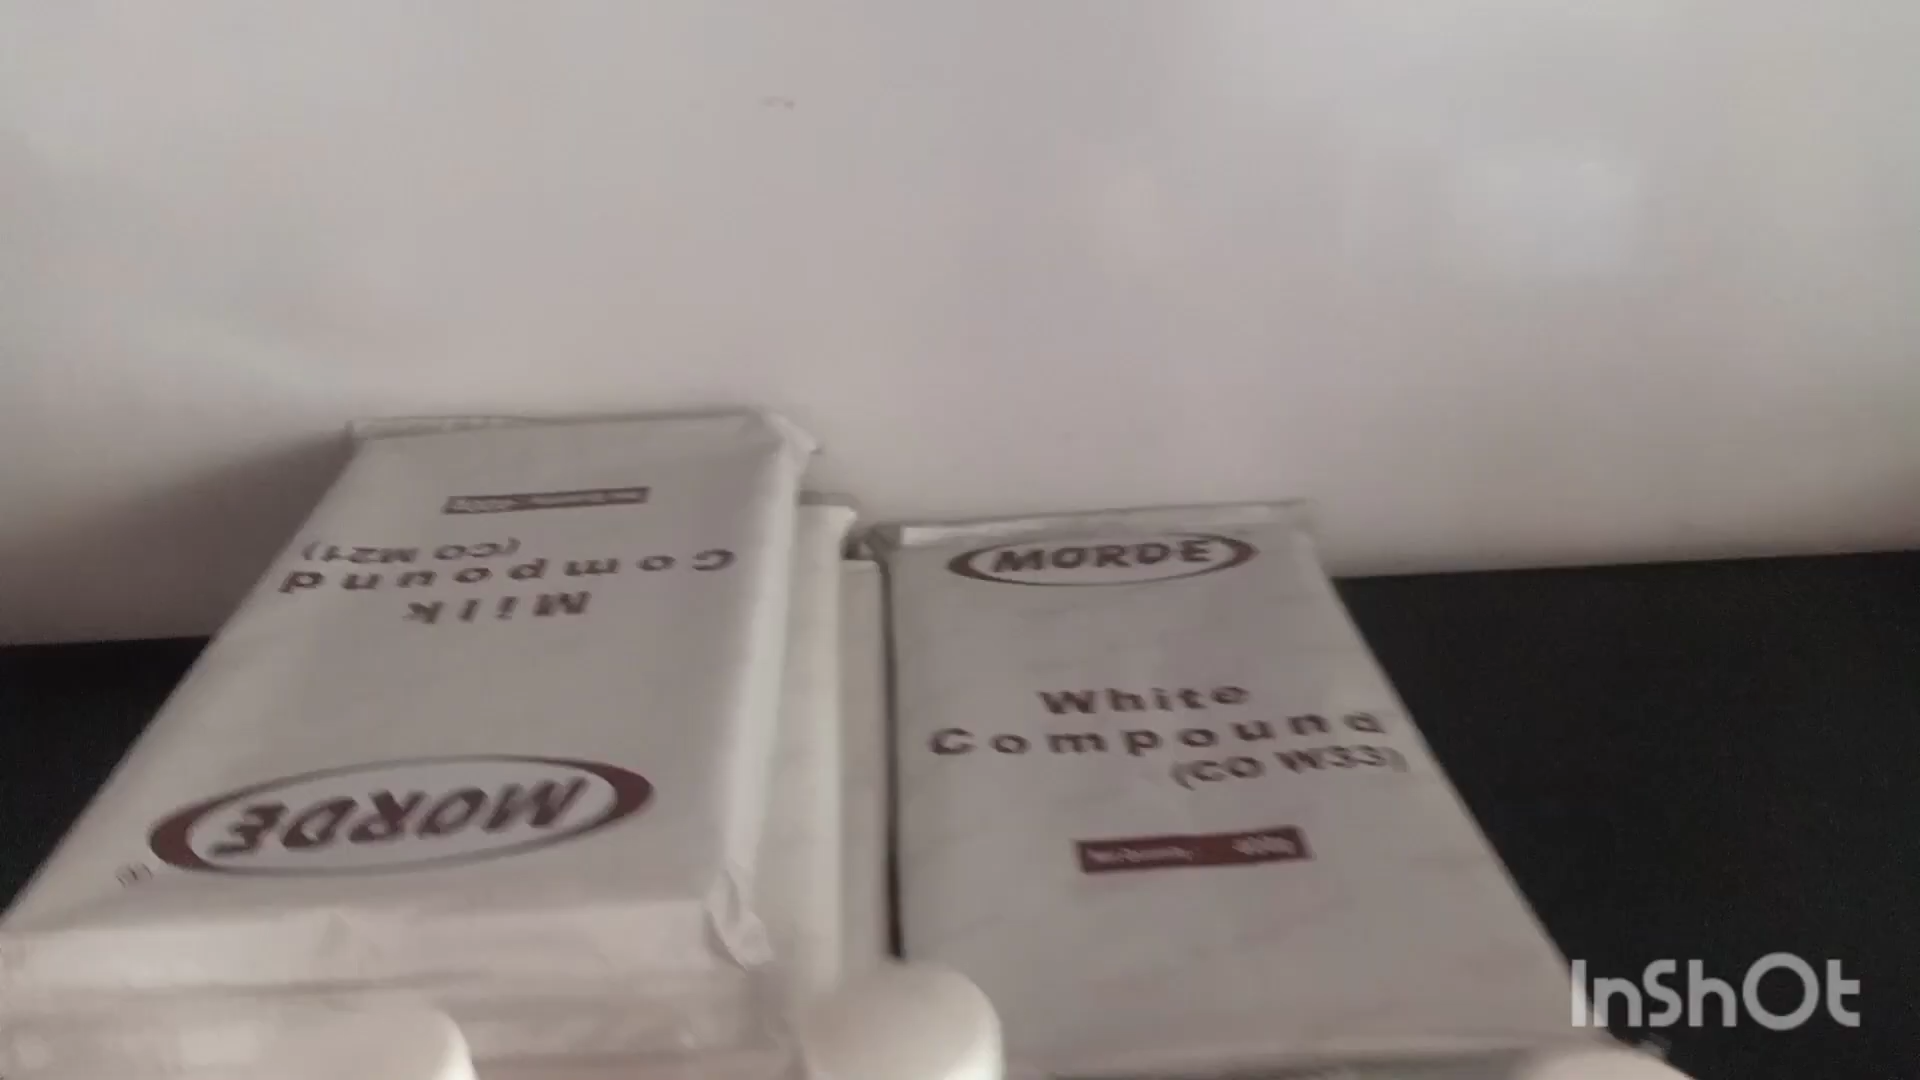 Milk
Compound
(CO M21)
MORDE
MORDE
White
Compound
(CO W33)
InShOt